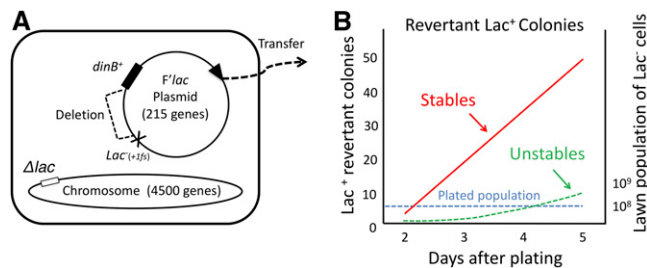 A
Transfer
dinB⁺
F'lac
Plasmid
(215 genes)
Deletion
Lac⁻(+1fs)
Δlac
Chromosome (4500 genes)
B
Revertant Lac⁺ Colonies
Lac⁺ revertant colonies
50
40
30
20
10
0
Stables
Unstables
Plated population
10⁹
10⁸
Lawn population of Lac⁻ cells
2
3
4
5
Days after plating